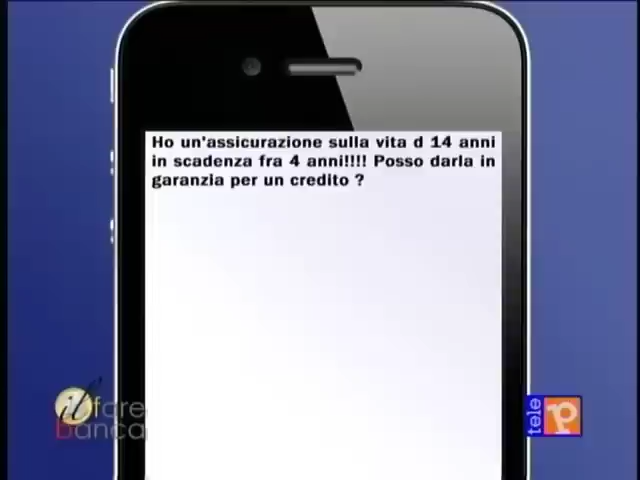 Ho un'assicurazione sulla vita d 14 anni
in scadenza fra 4 anni!!!! Posso darla in
garanzia per un credito ?
il fare
banca
tele p